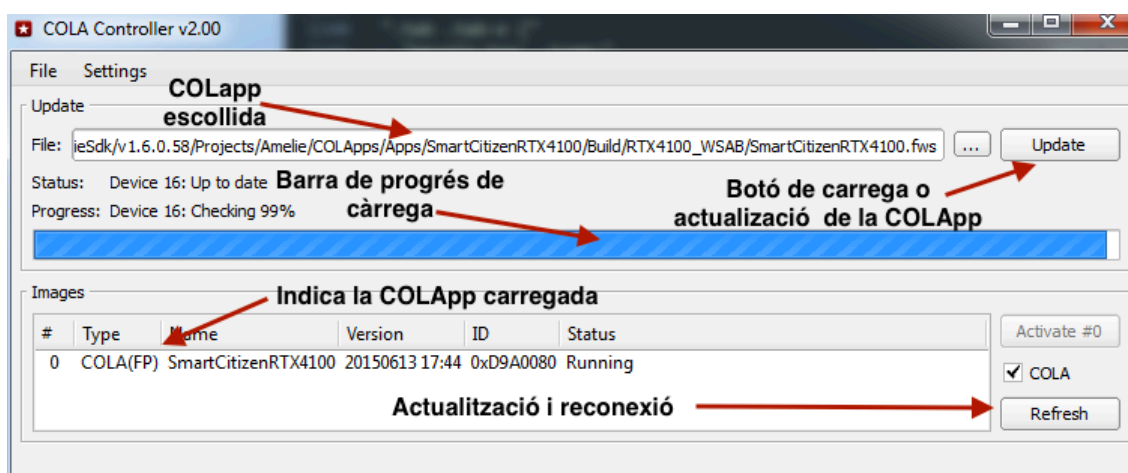 COLA Controller v2.00
File Settings
COLapp
escollida
Update
File: ieSdk/v1.6.0.58/Projects/Amelie/COLApps/Apps/SmartCitizenRTX4100/Build/RTX4100_WSAB/SmartCitizenRTX4100.fws ... Update
Status: Device 16: Up to date
Barra de progrés de
càrrega
Botó de carrega o
actualizació de la COLApp
Progress: Device 16: Checking 99%
Images
Indica la COLApp carregada
# Type Name Version ID Status
0 COLA(FP) SmartCitizenRTX4100 20150613 17:44 0xD9A0080 Running
Activate #0
COLA
Actualització i reconexió
Refresh